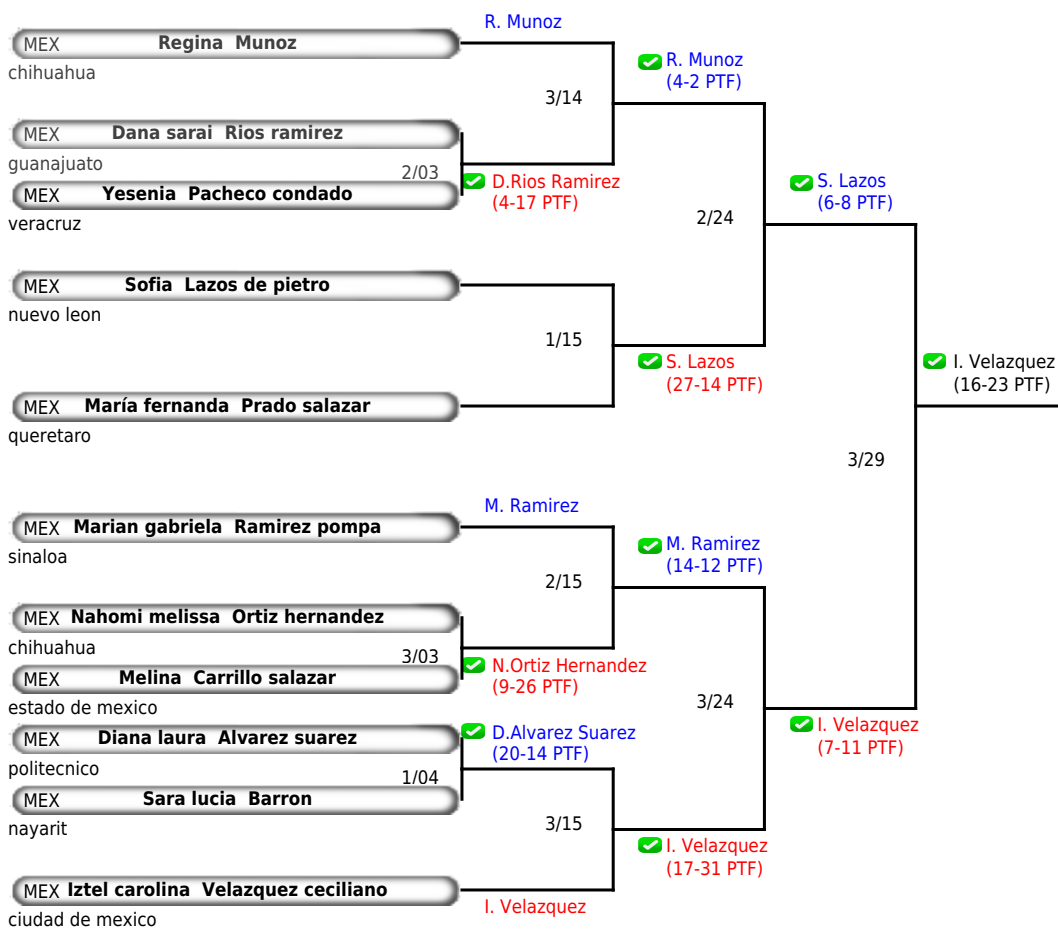 R. Munoz
MEX Regina Munoz
chihuahua
R. Munoz
(4-2 PTF)
3/14
MEX Dana sarai Rios ramirez
guanajuato
2/03
D.Rios Ramirez
(4-17 PTF)
MEX Yesenia Pacheco condado
veracruz
S. Lazos
(6-8 PTF)
2/24
MEX Sofia Lazos de pietro
nuevo leon
1/15
S. Lazos
(27-14 PTF)
I. Velazquez
(16-23 PTF)
MEX María fernanda Prado salazar
queretaro
3/29
M. Ramirez
MEX Marian gabriela Ramirez pompa
sinaloa
M. Ramirez
(14-12 PTF)
2/15
MEX Nahomi melissa Ortiz hernandez
chihuahua
3/03
N.Ortiz Hernandez
(9-26 PTF)
MEX Melina Carrillo salazar
estado de mexico
3/24
I. Velazquez
(7-11 PTF)
D.Alvarez Suarez
(20-14 PTF)
MEX Diana laura Alvarez suarez
politecnico
1/04
MEX Sara lucia Barron
nayarit
3/15
I. Velazquez
(17-31 PTF)
MEX Iztel carolina Velazquez ceciliano
I. Velazquez
ciudad de mexico